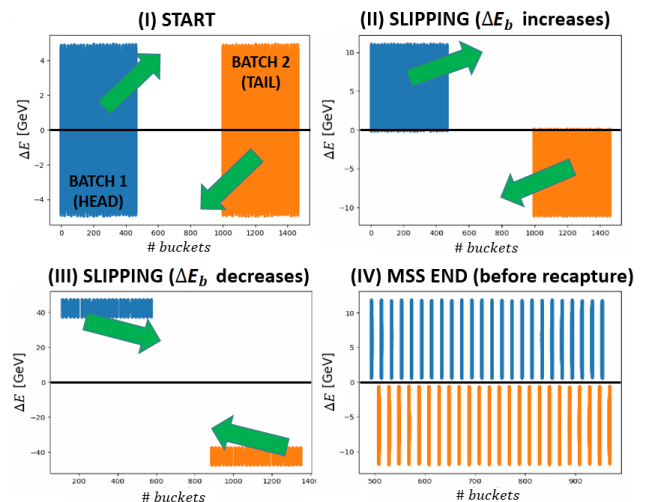 (I) START
(II) SLIPPING (ΔE_b increases)
ΔE [GeV]
4
2
0
-2
-4
BATCH 1
(HEAD)
BATCH 2
(TAIL)
0 200 400 600 800 1000 1200 1400
# buckets
ΔE [GeV]
10
5
0
-5
-10
0 200 400 600 800 1000 1200 1400
# buckets
(III) SLIPPING (ΔE_b decreases)
(IV) MSS END (before recapture)
ΔE [GeV]
40
20
0
-20
-40
200 400 600 800 1000 1200 1400
# buckets
ΔE [GeV]
10
5
0
-5
-10
500 600 700 800 900
# buckets